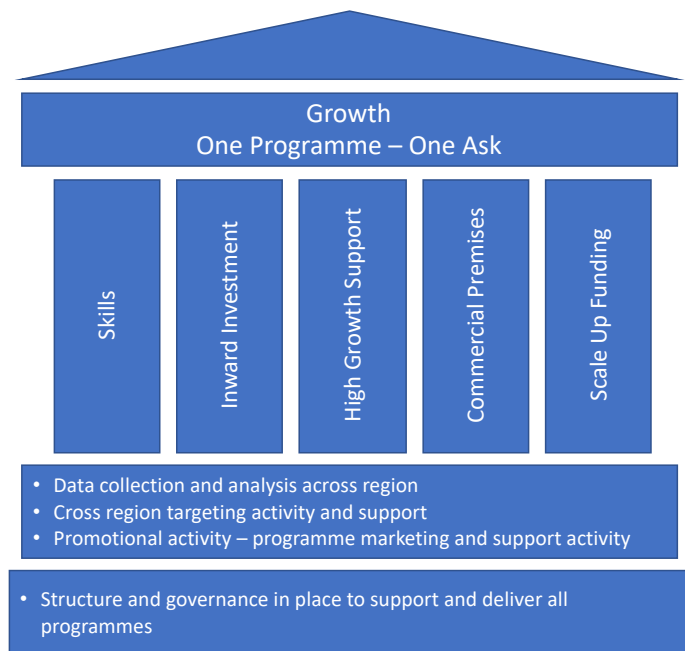 Growth
One Programme – One Ask
Skills
Inward Investment
High Growth Support
Commercial Premises
Scale Up Funding
• Data collection and analysis across region
• Cross region targeting activity and support
• Promotional activity – programme marketing and support activity
• Structure and governance in place to support and deliver all
programmes